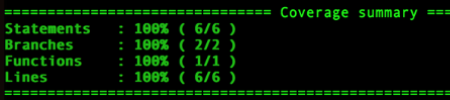 =============================== Coverage summary ===
Statements   : 100% ( 6/6 )
Branches     : 100% ( 2/2 )
Functions    : 100% ( 1/1 )
Lines        : 100% ( 6/6 )
====================================================